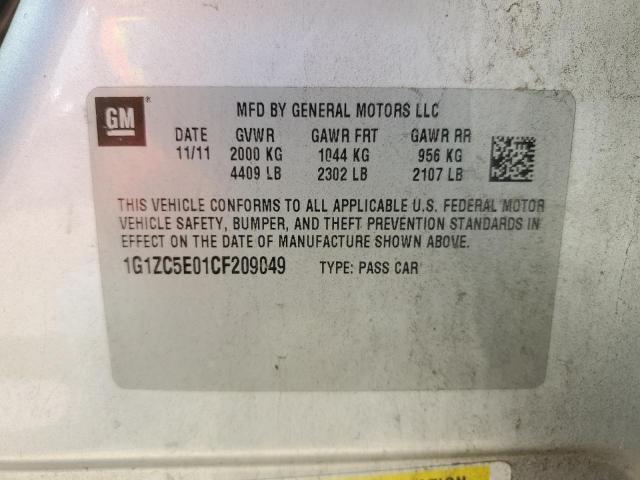 GM
MFD BY GENERAL MOTORS LLC
DATE GVWR GAWR FRT GAWR RR
11/11 2000 KG 1044 KG 956 KG
4409 LB 2302 LB 2107 LB
THIS VEHICLE CONFORMS TO ALL APPLICABLE U.S. FEDERAL MOTOR
VEHICLE SAFETY, BUMPER, AND THEFT PREVENTION STANDARDS IN
EFFECT ON THE DATE OF MANUFACTURE SHOWN ABOVE.
1G1ZC5E01CF209049 TYPE: PASS CAR